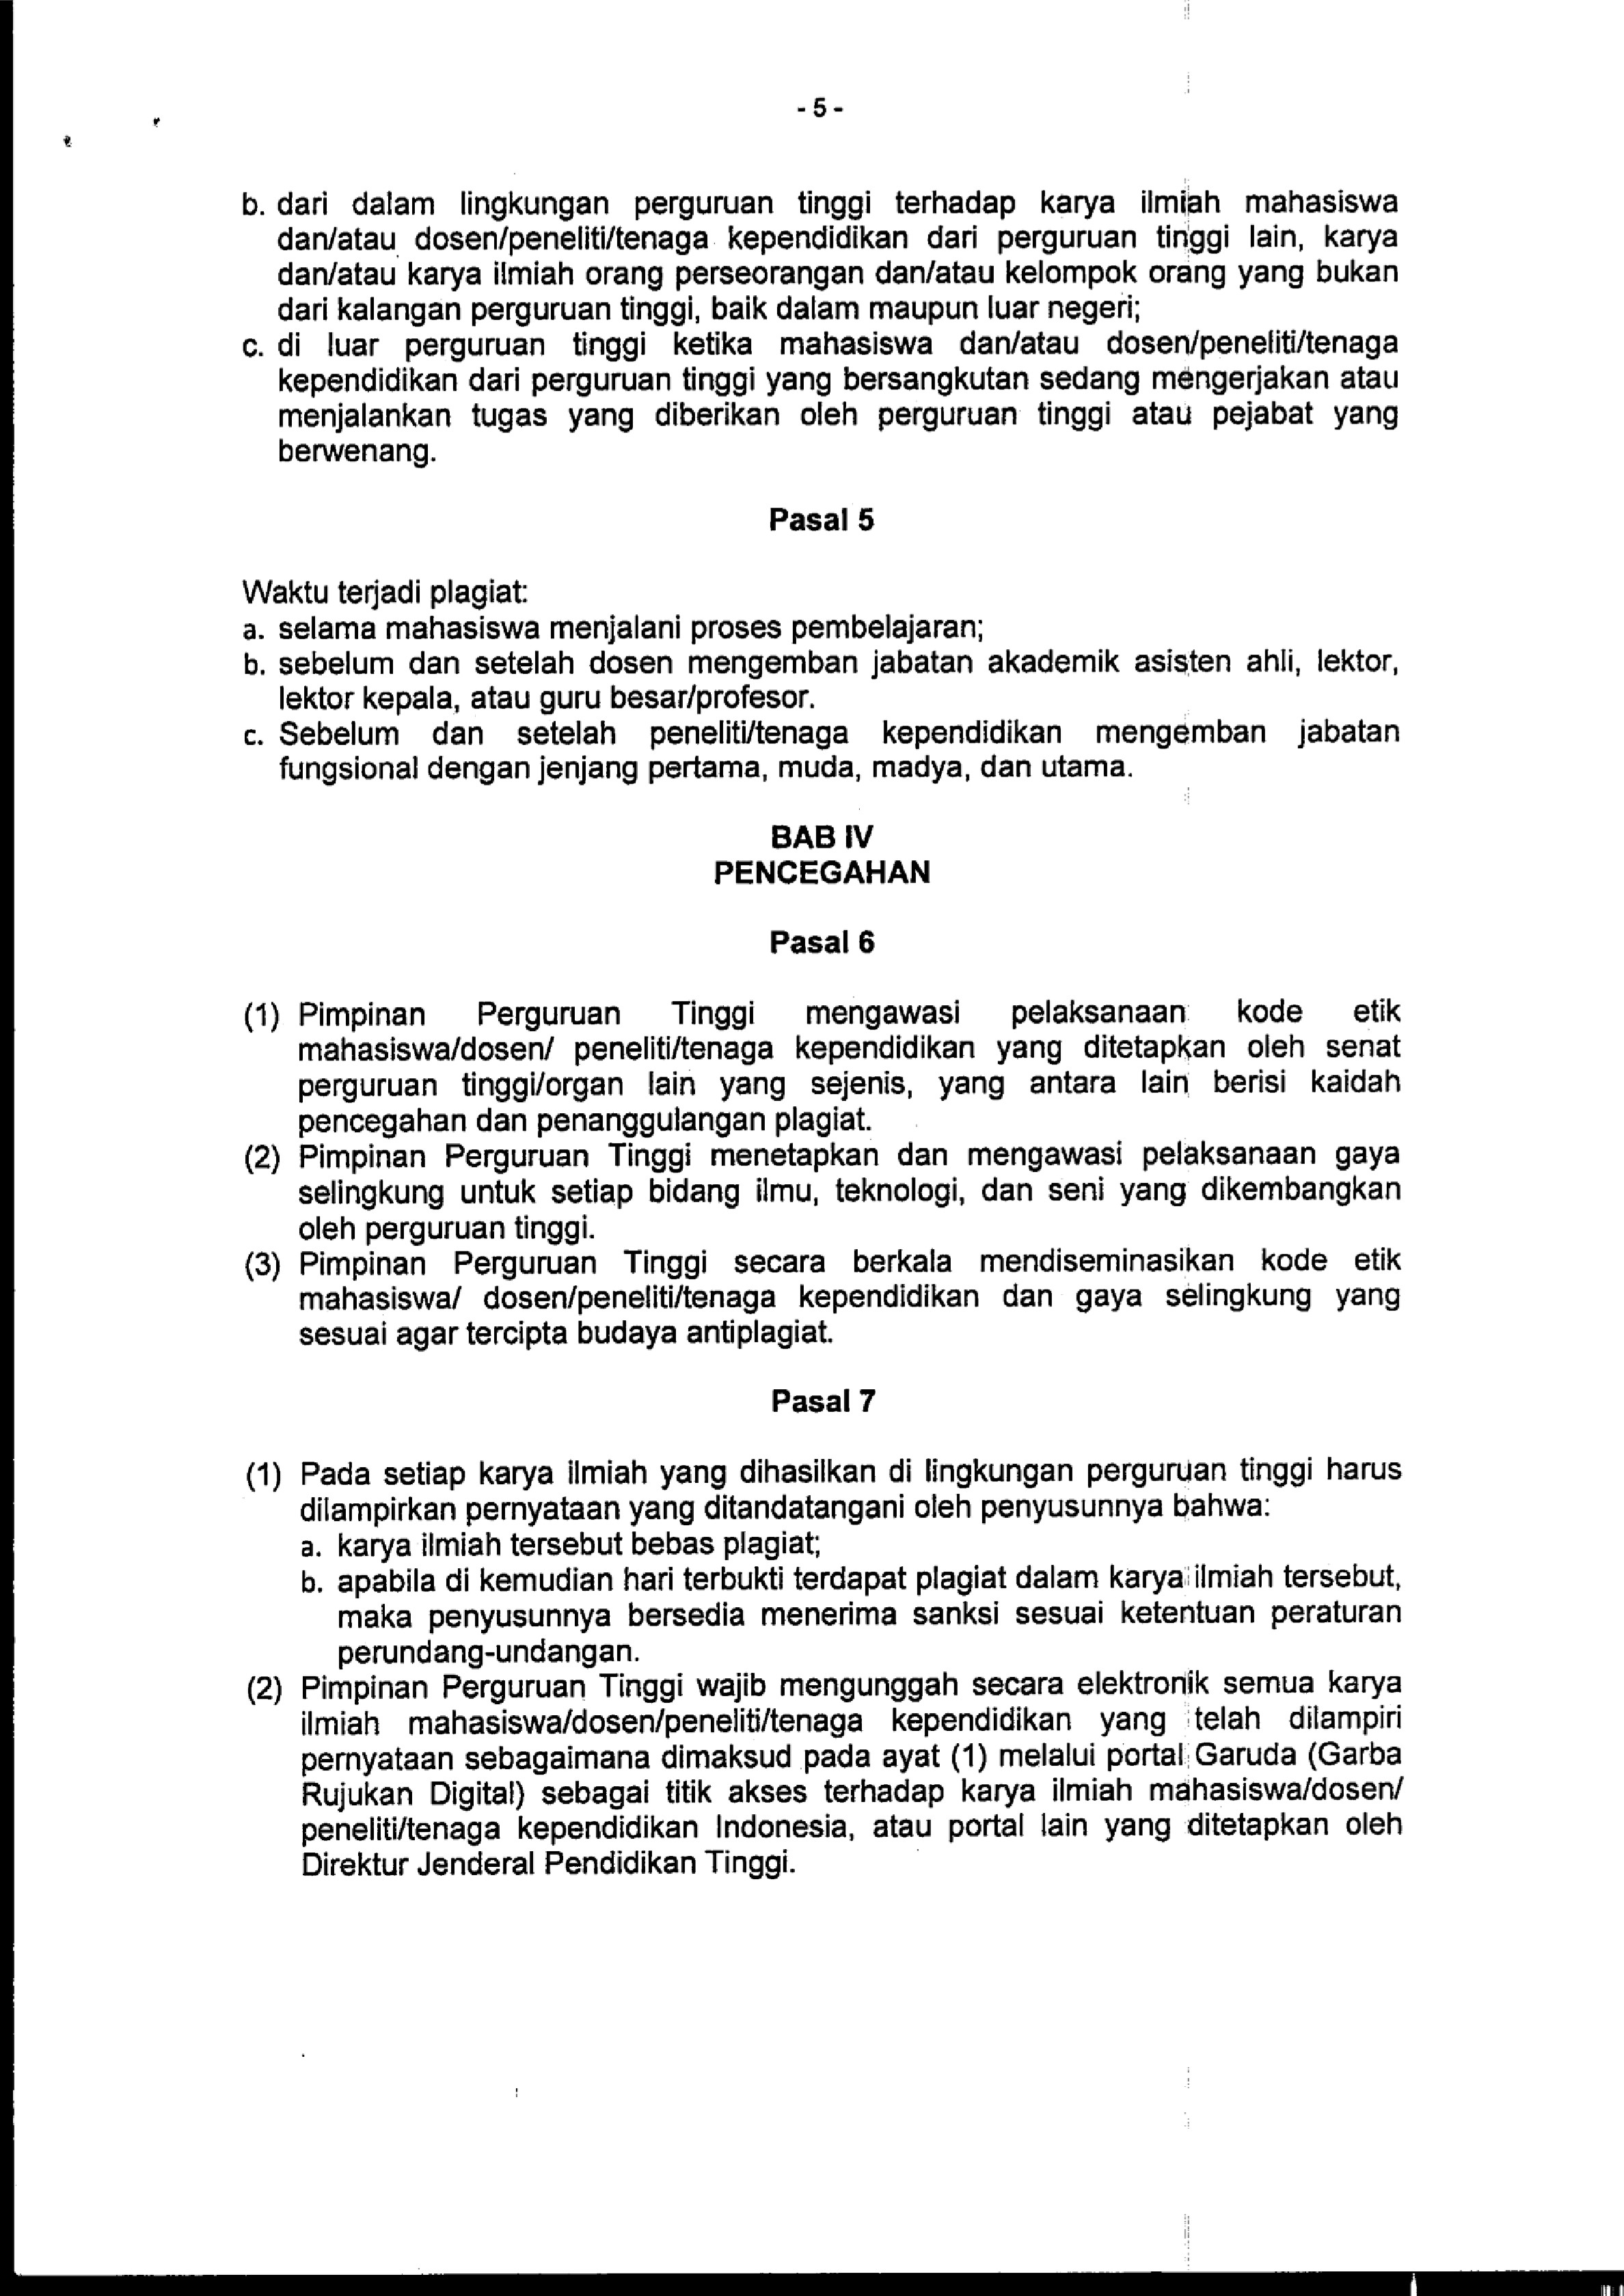 - 5 -
b. dari dalam lingkungan perguruan tinggi terhadap karya ilmiah mahasiswa
dan/atau dosen/peneliti/tenaga kependidikan dari perguruan tinggi lain, karya
dan/atau karya ilmiah orang perseorangan dan/atau kelompok orang yang bukan
dari kalangan perguruan tinggi, baik dalam maupun luar negeri;
c. di luar perguruan tinggi ketika mahasiswa dan/atau dosen/peneliti/tenaga
kependidikan dari perguruan tinggi yang bersangkutan sedang mengerjakan atau
menjalankan tugas yang diberikan oleh perguruan tinggi atau pejabat yang
berwenang.
Pasal 5
Waktu terjadi plagiat:
a. selama mahasiswa menjalani proses pembelajaran;
b. sebelum dan setelah dosen mengemban jabatan akademik asisten ahli, lektor,
lektor kepala, atau guru besar/profesor.
c. Sebelum dan setelah peneliti/tenaga kependidikan mengemban jabatan
fungsional dengan jenjang pertama, muda, madya, dan utama.
BAB IV
PENCEGAHAN
Pasal 6
(1) Pimpinan Perguruan Tinggi mengawasi pelaksanaan kode etik
mahasiswa/dosen/ peneliti/tenaga kependidikan yang ditetapkan oleh senat
perguruan tinggi/organ lain yang sejenis, yang antara lain berisi kaidah
pencegahan dan penanggulangan plagiat.
(2) Pimpinan Perguruan Tinggi menetapkan dan mengawasi pelaksanaan gaya
selingkung untuk setiap bidang ilmu, teknologi, dan seni yang dikembangkan
oleh perguruan tinggi.
(3) Pimpinan Perguruan Tinggi secara berkala mendiseminasikan kode etik
mahasiswa/ dosen/peneliti/tenaga kependidikan dan gaya selingkung yang
sesuai agar tercipta budaya antiplagiat.
Pasal 7
(1) Pada setiap karya ilmiah yang dihasilkan di lingkungan perguruan tinggi harus
dilampirkan pernyataan yang ditandatangani oleh penyusunnya bahwa:
a. karya ilmiah tersebut bebas plagiat;
b. apabila di kemudian hari terbukti terdapat plagiat dalam karya ilmiah tersebut,
maka penyusunnya bersedia menerima sanksi sesuai ketentuan peraturan
perundang-undangan.
(2) Pimpinan Perguruan Tinggi wajib mengunggah secara elektronik semua karya
ilmiah mahasiswa/dosen/peneliti/tenaga kependidikan yang telah dilampiri
pernyataan sebagaimana dimaksud pada ayat (1) melalui portal Garuda (Garba
Rujukan Digital) sebagai titik akses terhadap karya ilmiah mahasiswa/dosen/
peneliti/tenaga kependidikan Indonesia, atau portal lain yang ditetapkan oleh
Direktur Jenderal Pendidikan Tinggi.